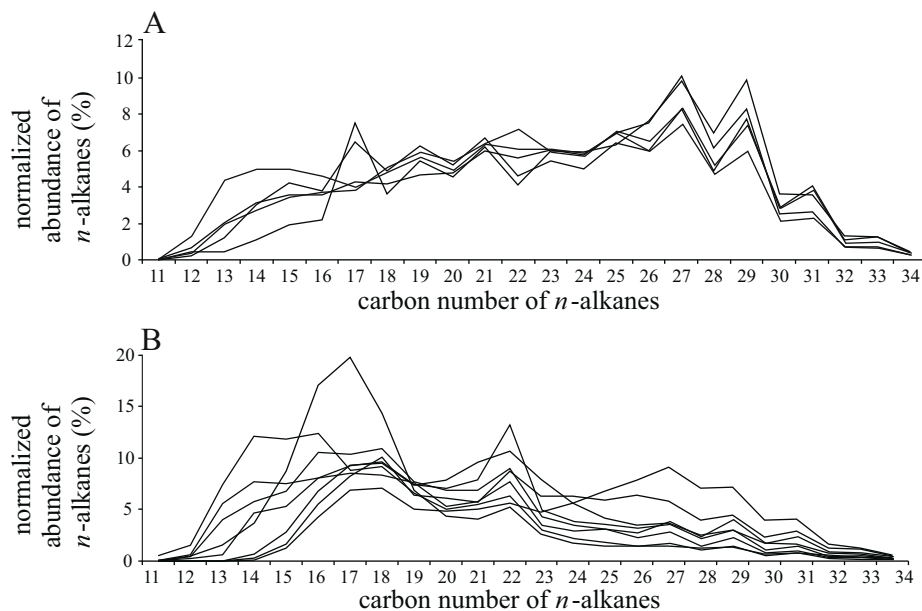 A
12
10
8
6
4
2
0
normalized
abundance of
n-alkanes (%)
11 12 13 14 15 16 17 18 19 20 21 22 23 24 25 26 27 28 29 30 31 32 33 34
carbon number of n-alkanes
B
20
15
10
5
0
normalized
abundance of
n-alkanes (%)
11 12 13 14 15 16 17 18 19 20 21 22 23 24 25 26 27 28 29 30 31 32 33 34
carbon number of n-alkanes